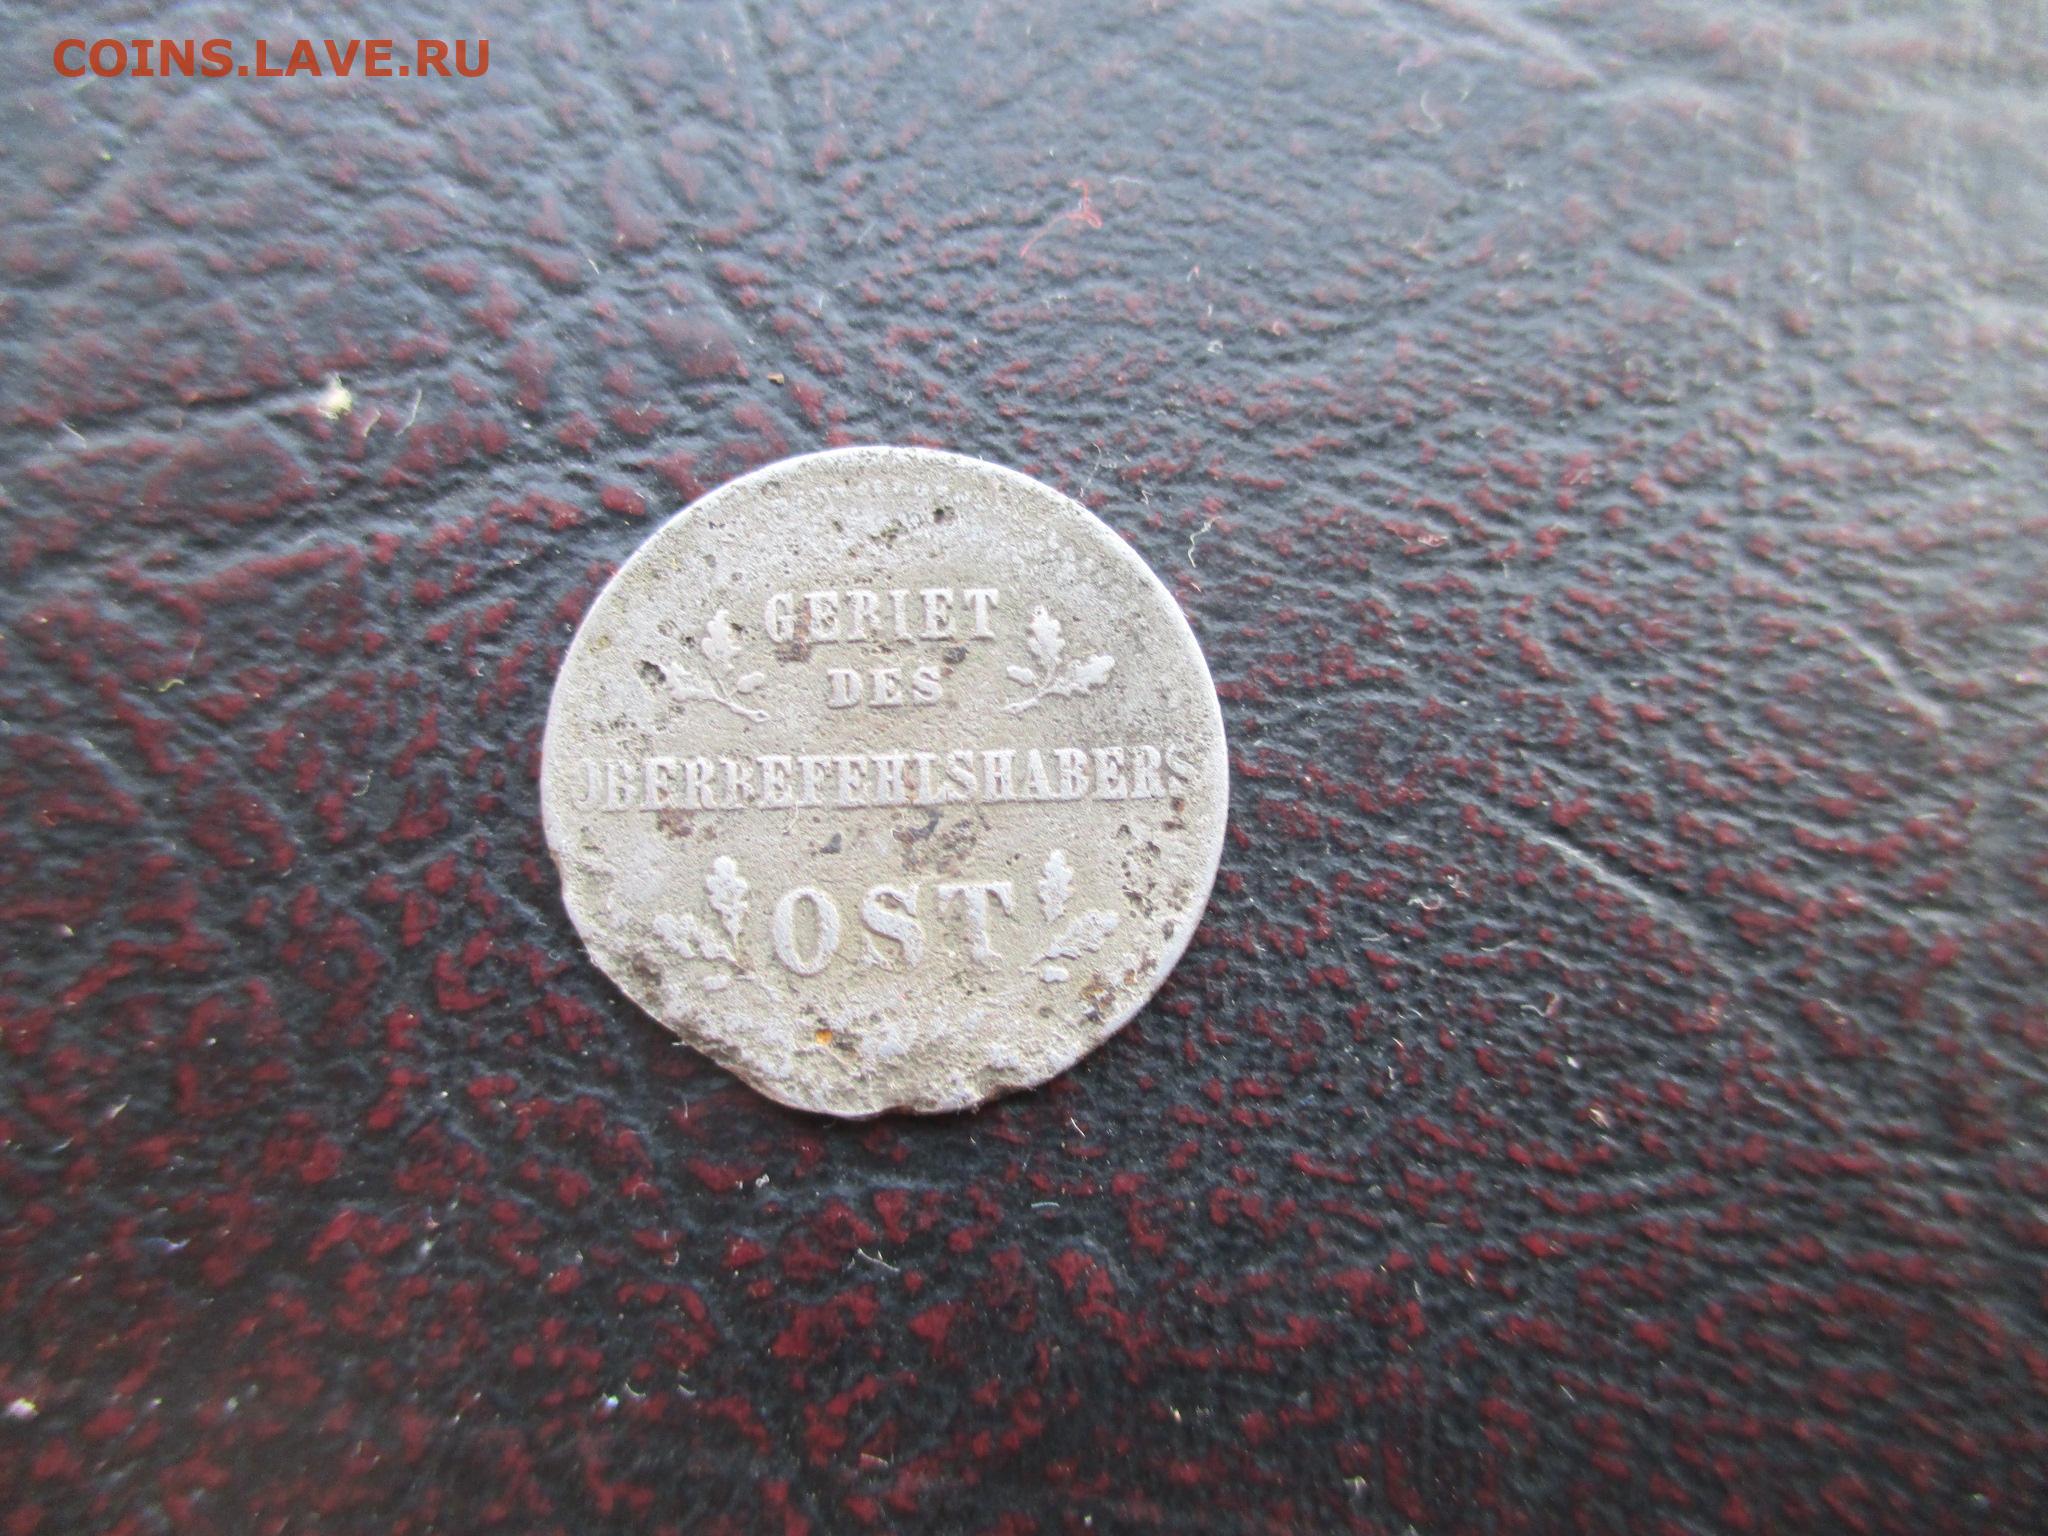 COINS.LAVE.RU
GEBIET
DES
OBERBEFEHLSHABERS
OST